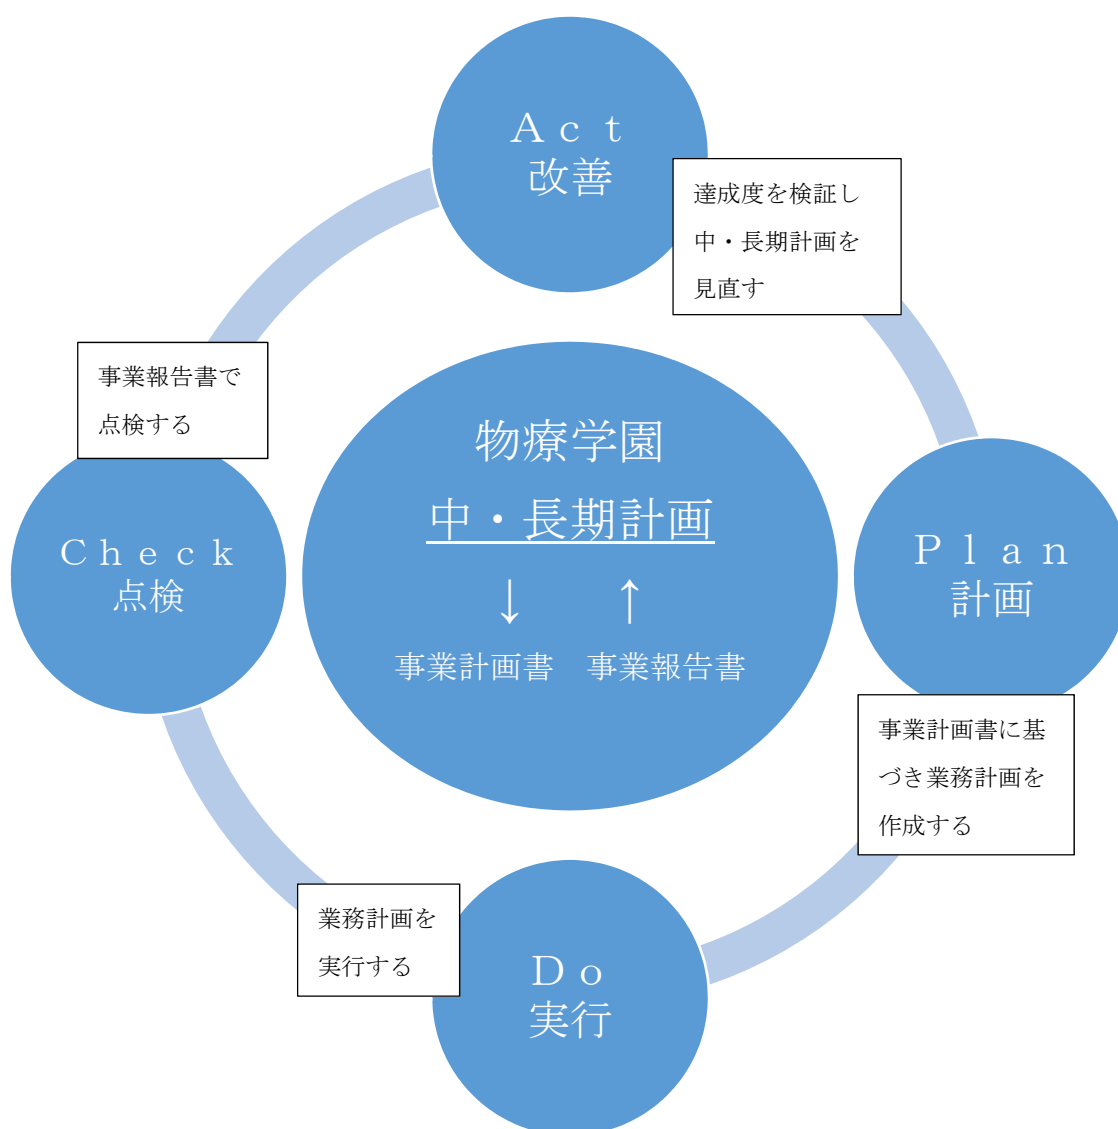 Ａｃｔ
改善
達成度を検証し
中・長期計画を
見直す
事業報告書で
点検する
物療学園
中・長期計画
↓ ↑
事業計画書 事業報告書
Ｃｈｅｃｋ
点検
Ｐｌａｎ
計画
事業計画書に基
づき業務計画を
作成する
業務計画を
実行する
Ｄｏ
実行